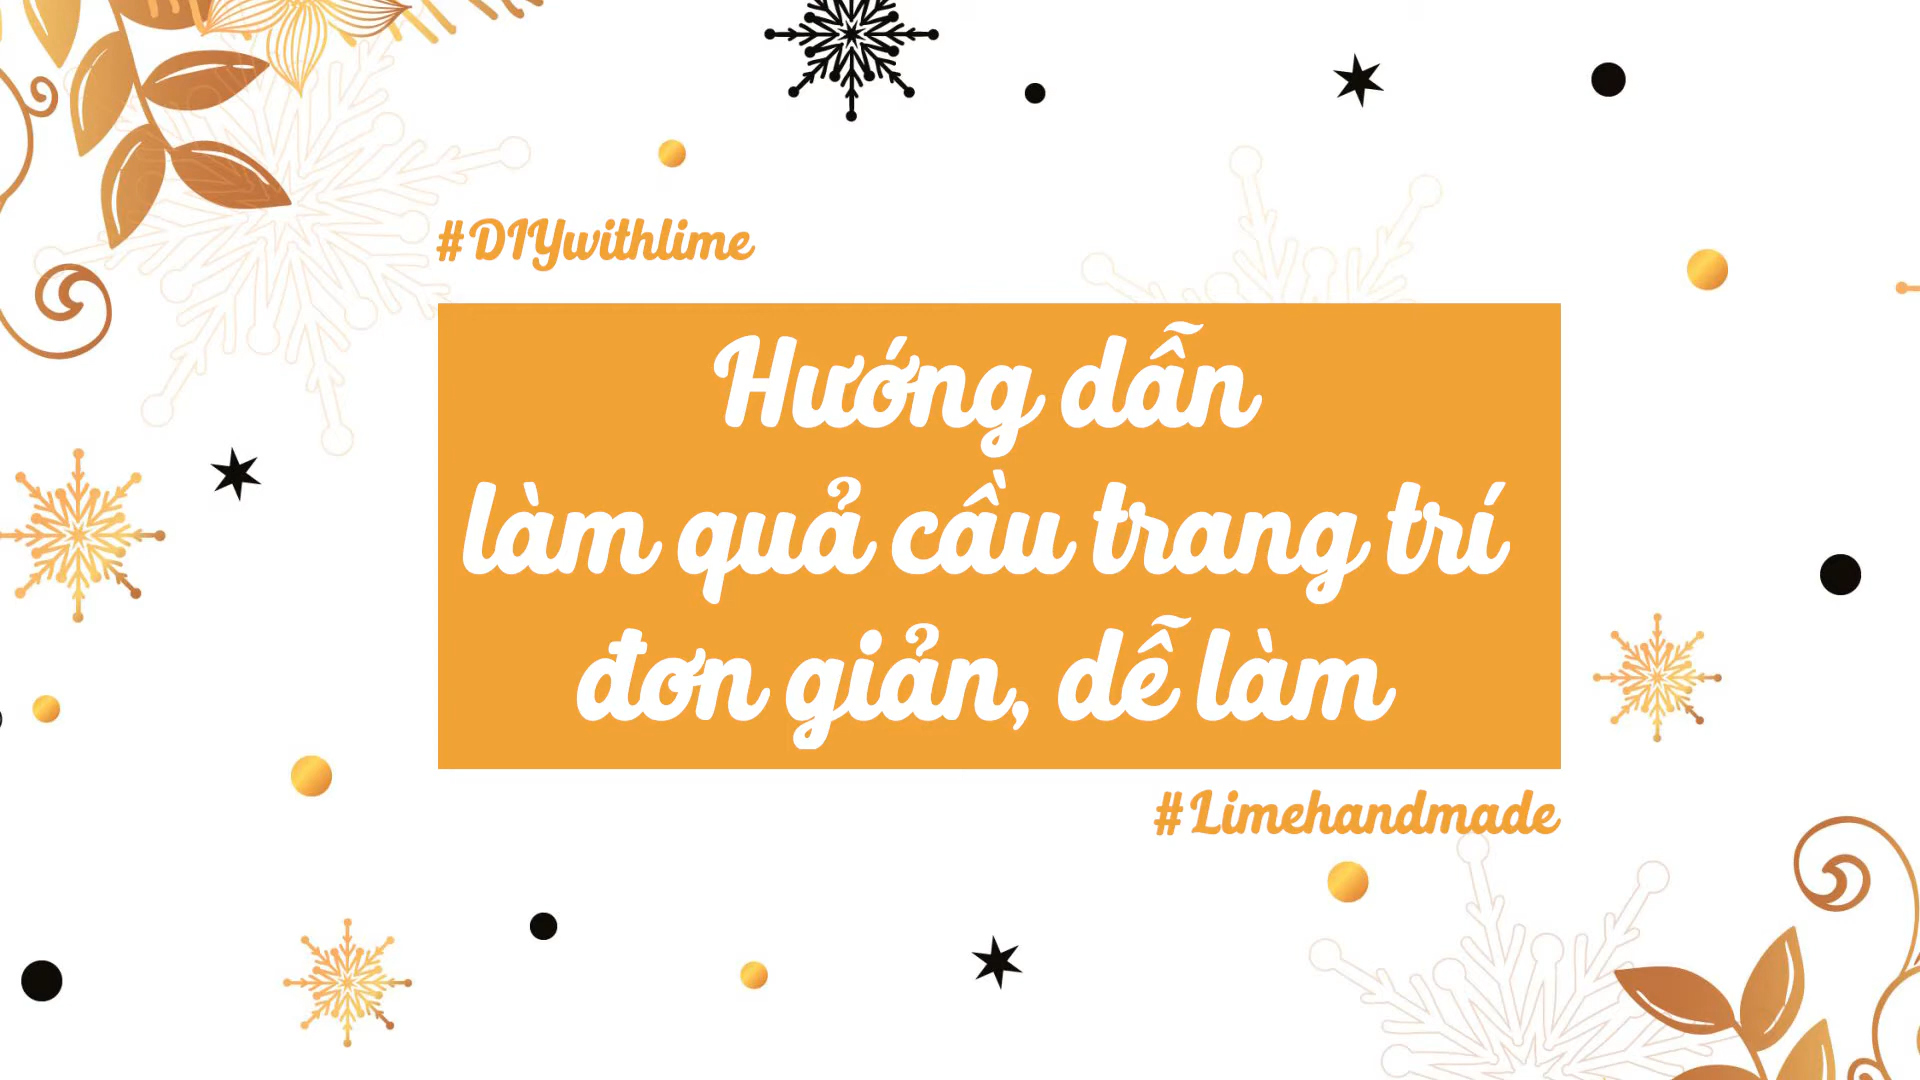 #DIYwithlime
Hướng dẫn
làm quả cầu trang trí
đơn giản, dễ làm
#Limehandmade